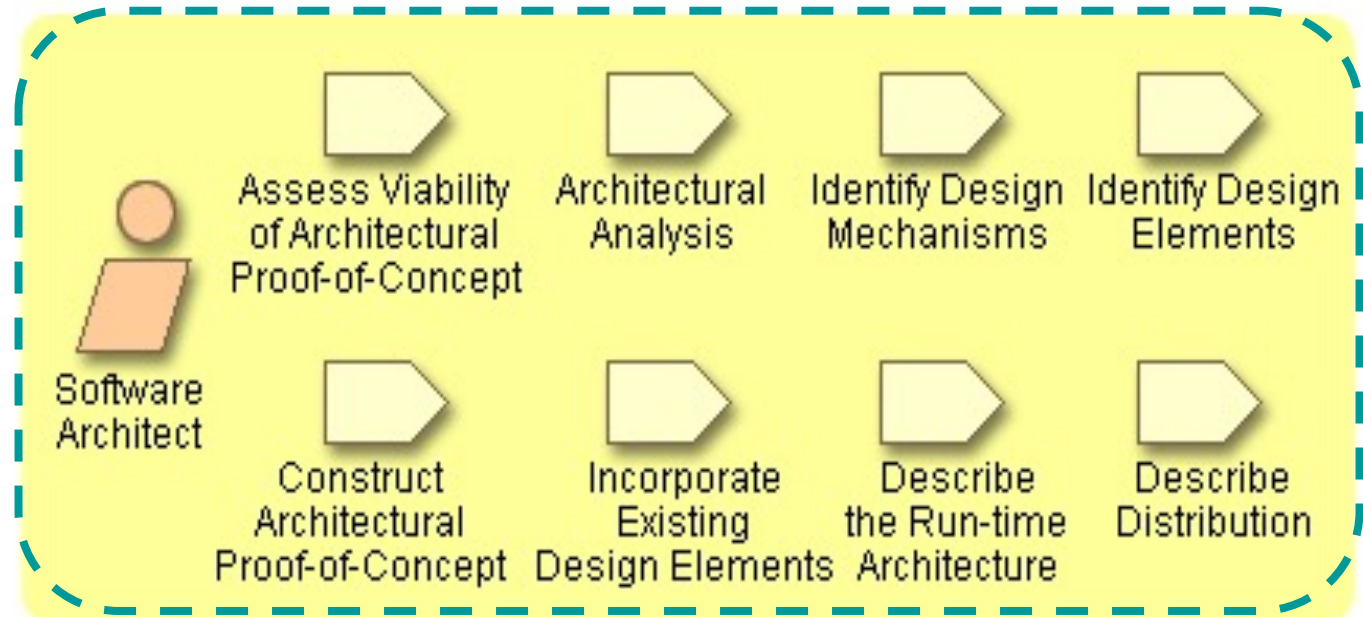 Assess Viability
of Architectural
Proof-of-Concept
Architectural
Analysis
Identify Design
Mechanisms
Identify Design
Elements
Software
Architect
Construct
Architectural
Proof-of-Concept
Incorporate
Existing
Design Elements
Describe
the Run-time
Architecture
Describe
Distribution